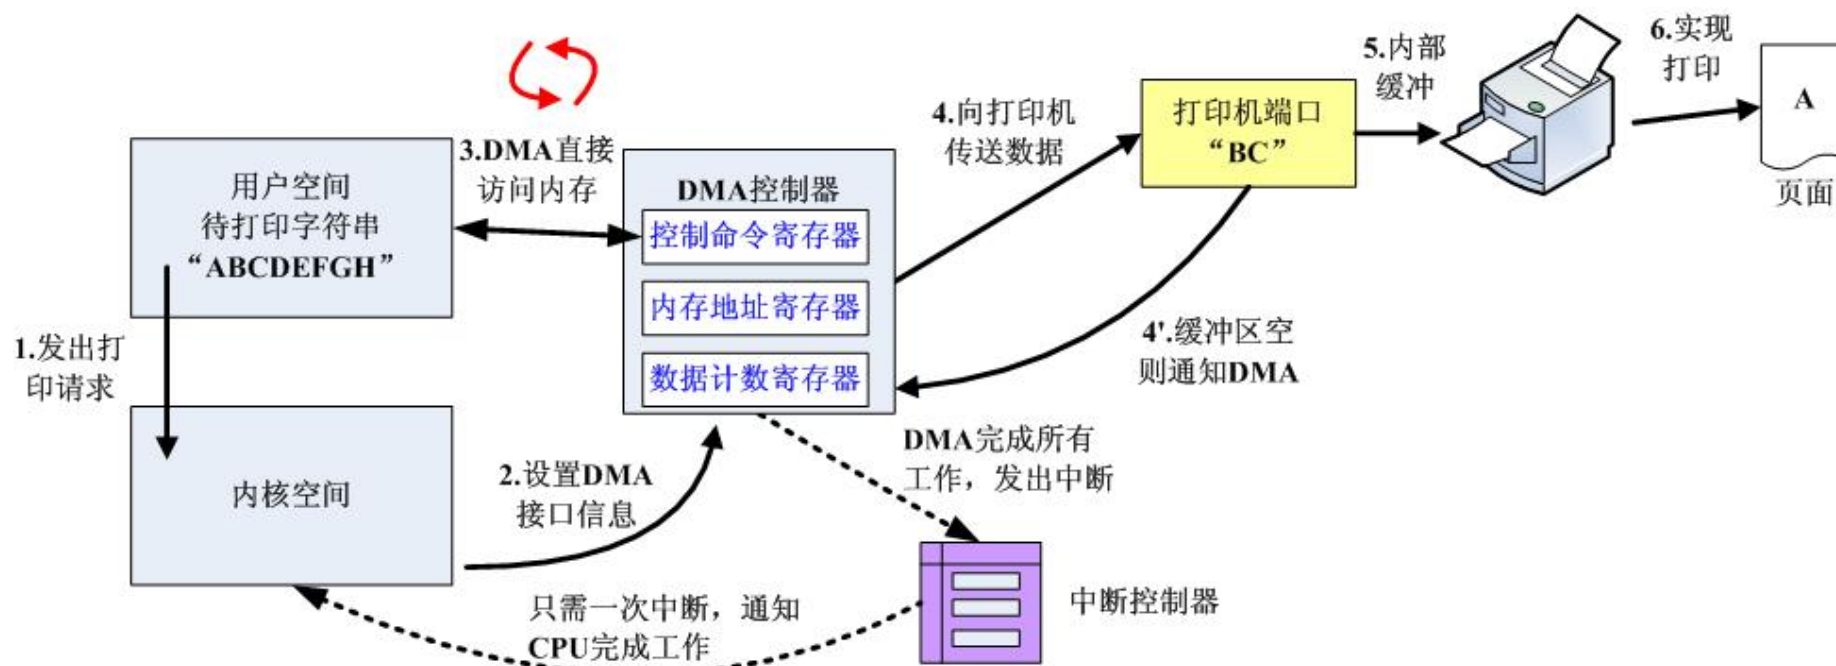 用户空间
待打印字符串
“ABCDEFGH”
1.发出打
印请求
内核空间
2.设置DMA
接口信息
3.DMA直接
访问内存
DMA控制器
控制命令寄存器
内存地址寄存器
数据计数寄存器
4.向打印机
传送数据
打印机端口
“BC”
4'.缓冲区空
则通知DMA
5.内部
缓冲
6.实现
打印
A
页面
DMA完成所有
工作，发出中断
中断控制器
只需一次中断，通知
CPU完成工作